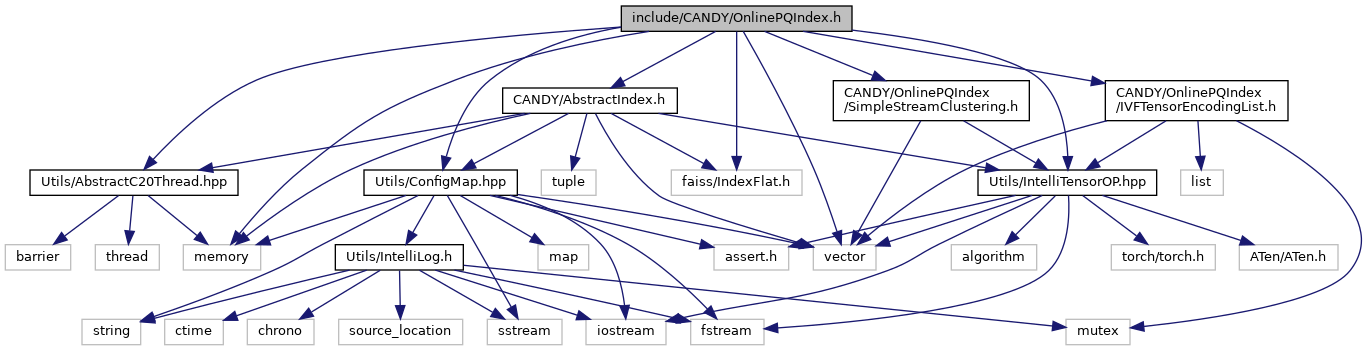 include/CANDY/OnlinePQIndex.h
CANDY/AbstractIndex.h
CANDY/OnlinePQIndex
/SimpleStreamClustering.h
CANDY/OnlinePQIndex
/IVFTensorEncodingList.h
Utils/AbstractC20Thread.hpp
Utils/ConfigMap.hpp
tuple
faiss/IndexFlat.h
Utils/IntelliTensorOP.hpp
list
barrier
thread
memory
Utils/IntelliLog.h
map
assert.h
vector
algorithm
torch/torch.h
ATen/ATen.h
string
ctime
chrono
source_location
sstream
iostream
fstream
mutex